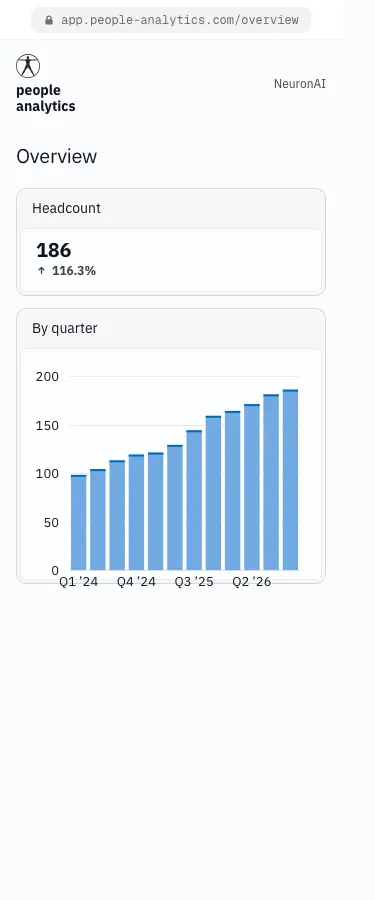 app.people-analytics.com/overview
people
analytics
NeuronAI
Overview
Headcount
186
↑ 116.3%
By quarter
200
150
100
50
0
Q1 ’24 Q4 ’24 Q3 ’25 Q2 ’26